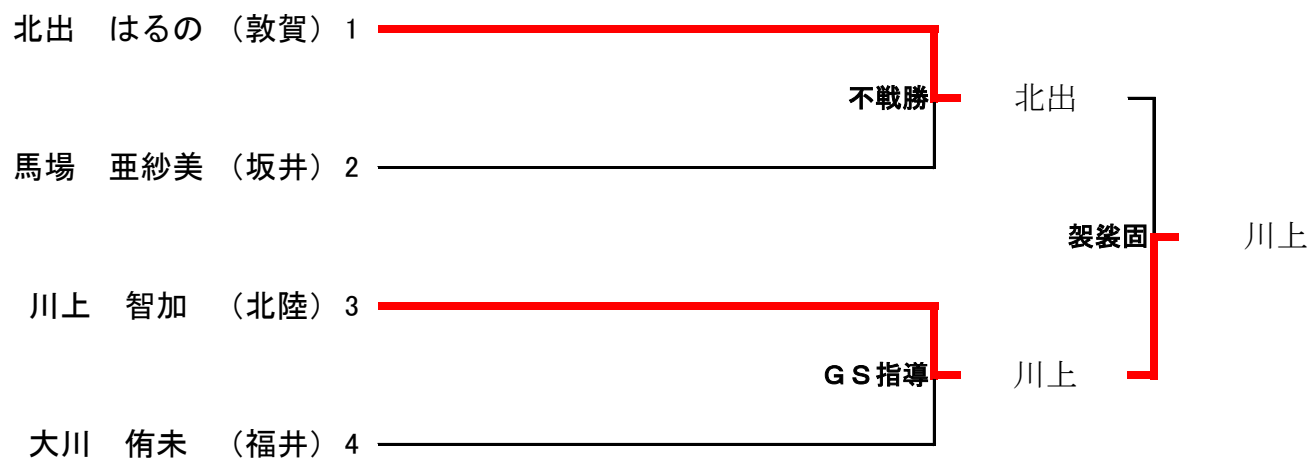 北出　はるの （敦賀） 1
不戦勝 北出
馬場　亜紗美 （坂井） 2
袈裟固 川上
川上　智加 （北陸） 3
ＧＳ指導 川上
大川　侑未 （福井） 4